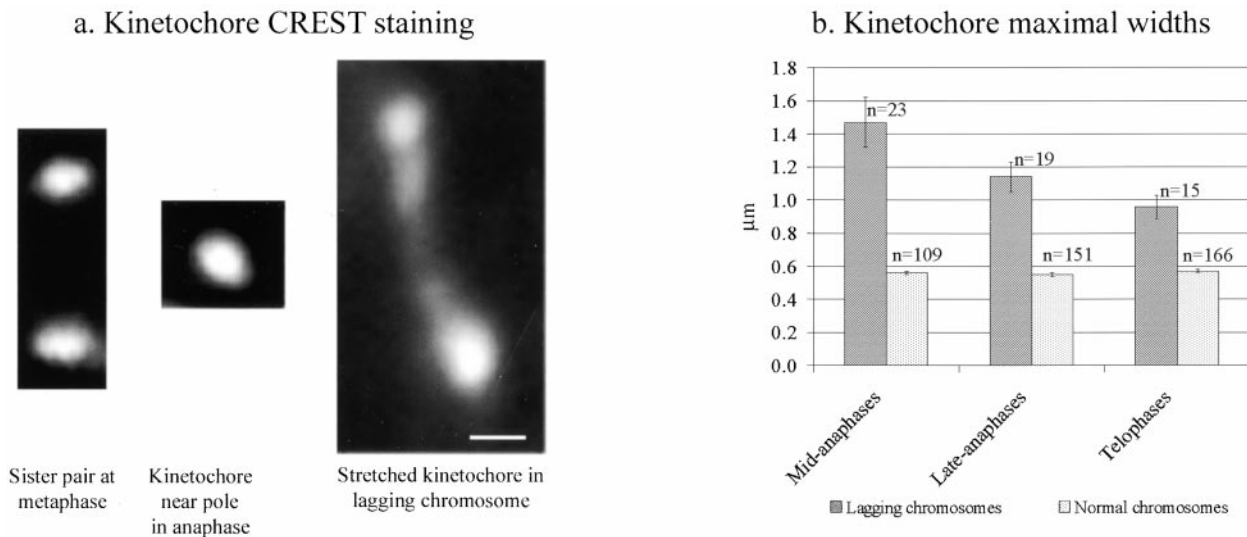 a. Kinetochore CREST staining
Sister pair at
metaphase
Kinetochore
near pole
in anaphase
Stretched kinetochore in
lagging chromosome
b. Kinetochore maximal widths
1.8
1.6
1.4
1.2
1.0
0.8
0.6
0.4
0.2
0.0
μm
n=23
n=109
n=19
n=151
n=15
n=166
Mid-anaphases
Late-anaphases
Telophases
Lagging chromosomes
Normal chromosomes